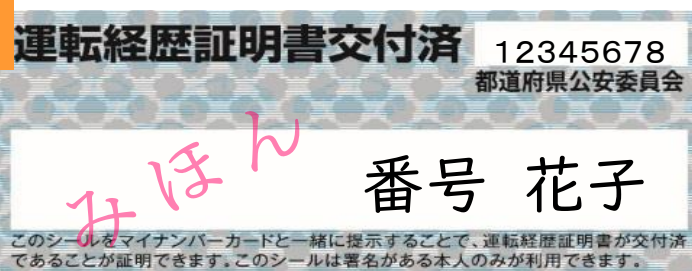 運転経歴証明書交付済 12345678
都道府県公安委員会
みほん
番号 花子
このシールをマイナンバーカードと一緒に提示することで、運転経歴証明書が交付済
であることが証明できます。このシールは署名がある本人のみが利用できます。